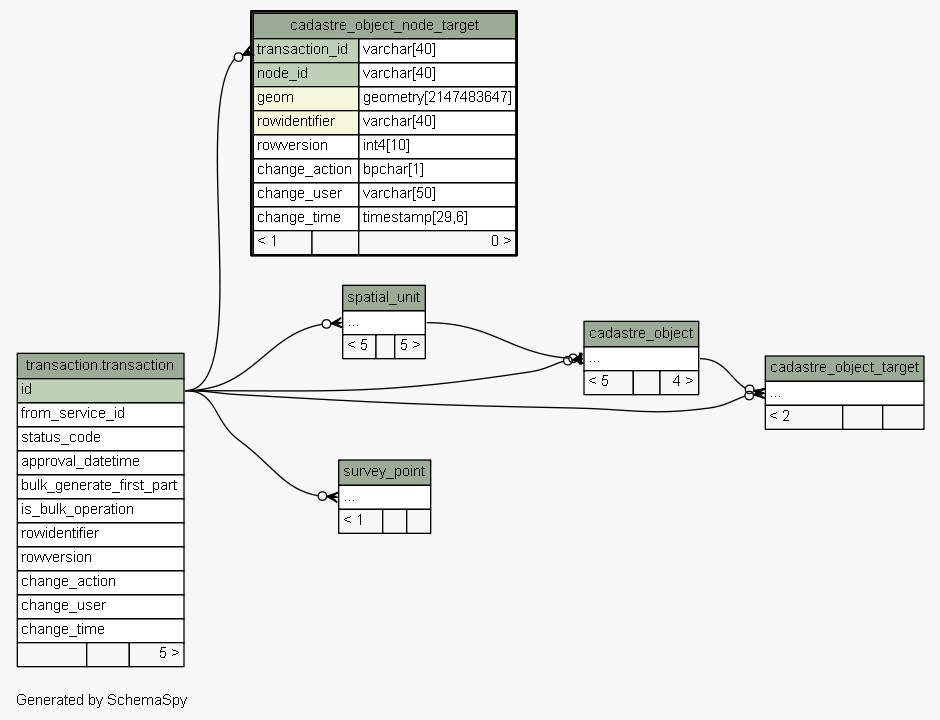 cadastre_object_node_target
transaction_id varchar[40]
node_id varchar[40]
geom geometry[2147483647]
rowidentifier varchar[40]
rowversion int4[10]
change_action bpchar[1]
change_user varchar[50]
change_time timestamp[29,6]
< 1 0 >
spatial_unit
...
< 5 5 >
cadastre_object
...
< 5 4 >
cadastre_object_target
...
< 2
transaction.transaction
id
from_service_id
status_code
approval_datetime
bulk_generate_first_part
is_bulk_operation
rowidentifier
rowversion
change_action
change_user
change_time
5 >
survey_point
...
< 1
Generated by SchemaSpy